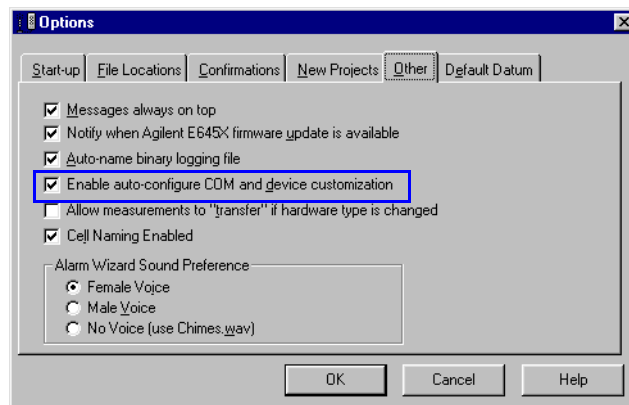 Options
Start-up File Locations Confirmations New Projects Other Default Datum
Messages always on top
Notify when Agilent E645X firmware update is available
Auto-name binary logging file
Enable auto-configure COM and device customization
Allow measurements to "transfer" if hardware type is changed
Cell Naming Enabled
Alarm Wizard Sound Preference
Female Voice
Male Voice
No Voice (use Chimes.wav)
OK Cancel Help